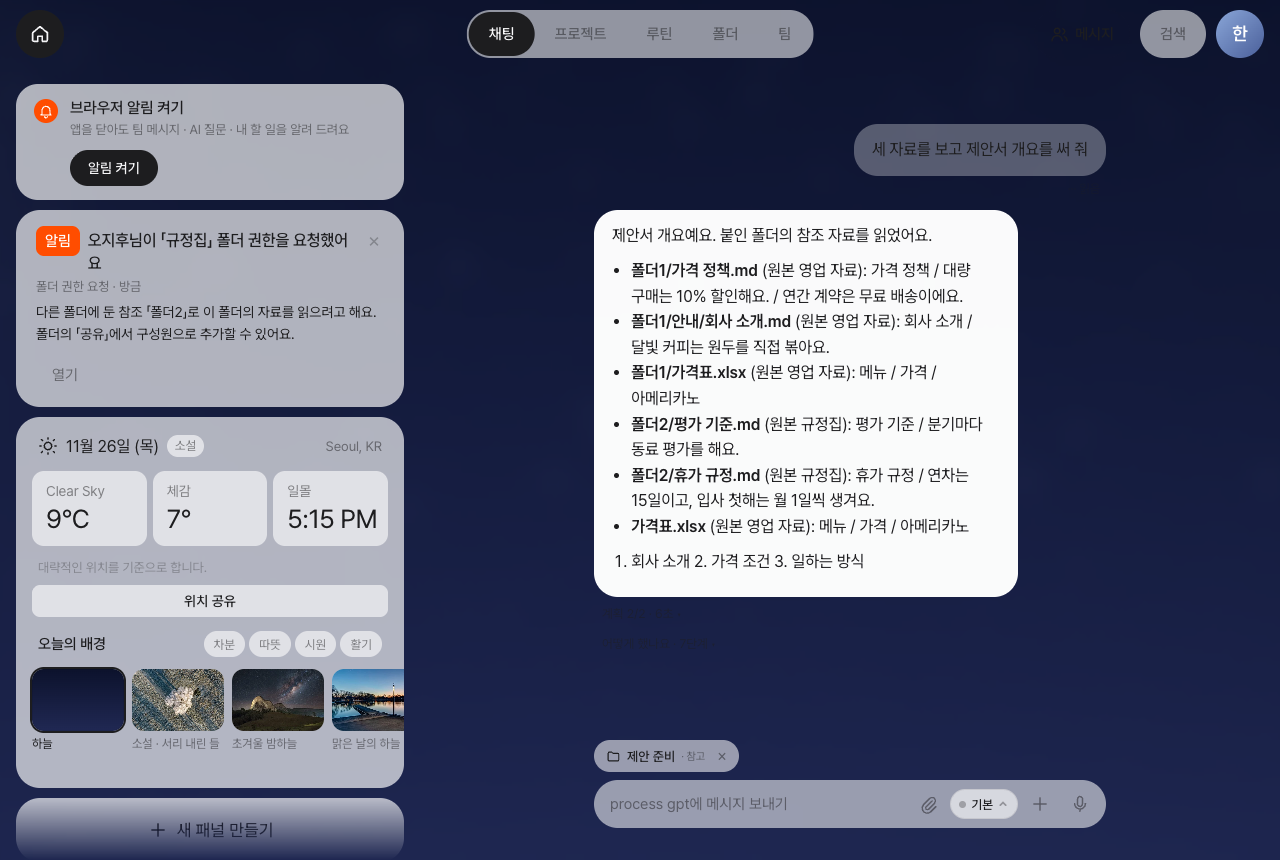 채팅
프로젝트
루틴
폴더
팀
메시지
검색
한
브라우저 알림 켜기
앱을 닫아도 팀 메시지 · AI 질문 · 내 할 일을 알려 드려요
알림 켜기
알림
오지후님이 「규정집」 폴더 권한을 요청했어
요
폴더 권한 요청 · 방금
다른 폴더에 둔 참조 「폴더2」로 이 폴더의 자료를 읽으려고 해요.
폴더의 「공유」에서 구성원으로 추가할 수 있어요.
열기
11월 26일 (목)
소설
Seoul, KR
Clear Sky
9°C
체감
7°
일몰
5:15 PM
대략적인 위치를 기준으로 합니다.
위치 공유
오늘의 배경
차분
따뜻
시원
활기
하늘
소설 · 서리 내린 들
초겨울 밤하늘
맑은 날의 하늘
새 패널 만들기
세 자료를 보고 제안서 개요를 써 줘
제안서 개요예요. 붙인 폴더의 참조 자료를 읽었어요.
• 폴더1/가격 정책.md (원본 영업 자료): 가격 정책 / 대량
구매는 10% 할인해요. / 연간 계약은 무료 배송이에요.
• 폴더1/안내/회사 소개.md (원본 영업 자료): 회사 소개 /
달빛 커피는 원두를 직접 볶아요.
• 폴더1/가격표.xlsx (원본 영업 자료): 메뉴 / 가격 /
아메리카노
• 폴더2/평가 기준.md (원본 규정집): 평가 기준 / 분기마다
동료 평가를 해요.
• 폴더2/휴가 규정.md (원본 규정집): 휴가 규정 / 연차는
15일이고, 입사 첫해는 월 1일씩 생겨요.
• 가격표.xlsx (원본 영업 자료): 메뉴 / 가격 / 아메리카노
1. 회사 소개 2. 가격 조건 3. 일하는 방식
제안 준비 · 참고
process gpt에 메시지 보내기
기본